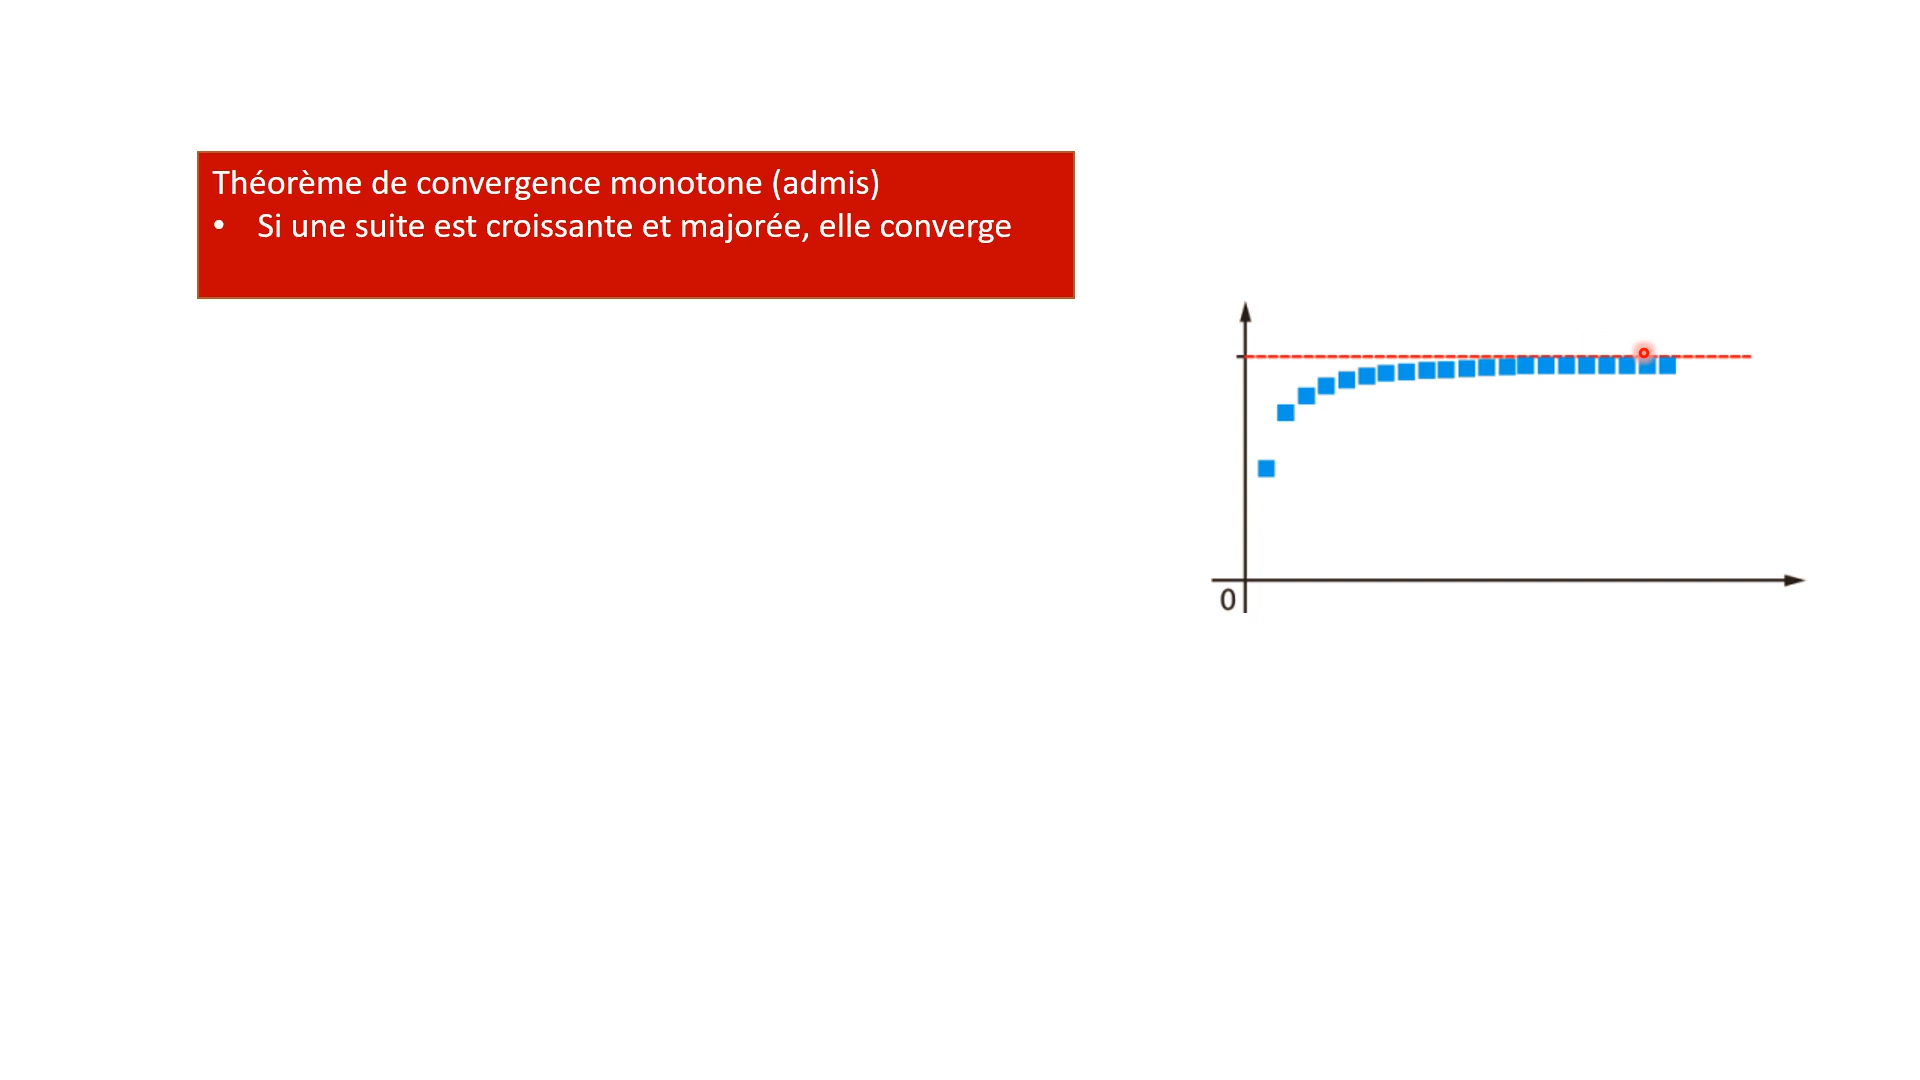 Théorème de convergence monotone (admis)
• Si une suite est croissante et majorée, elle converge
0